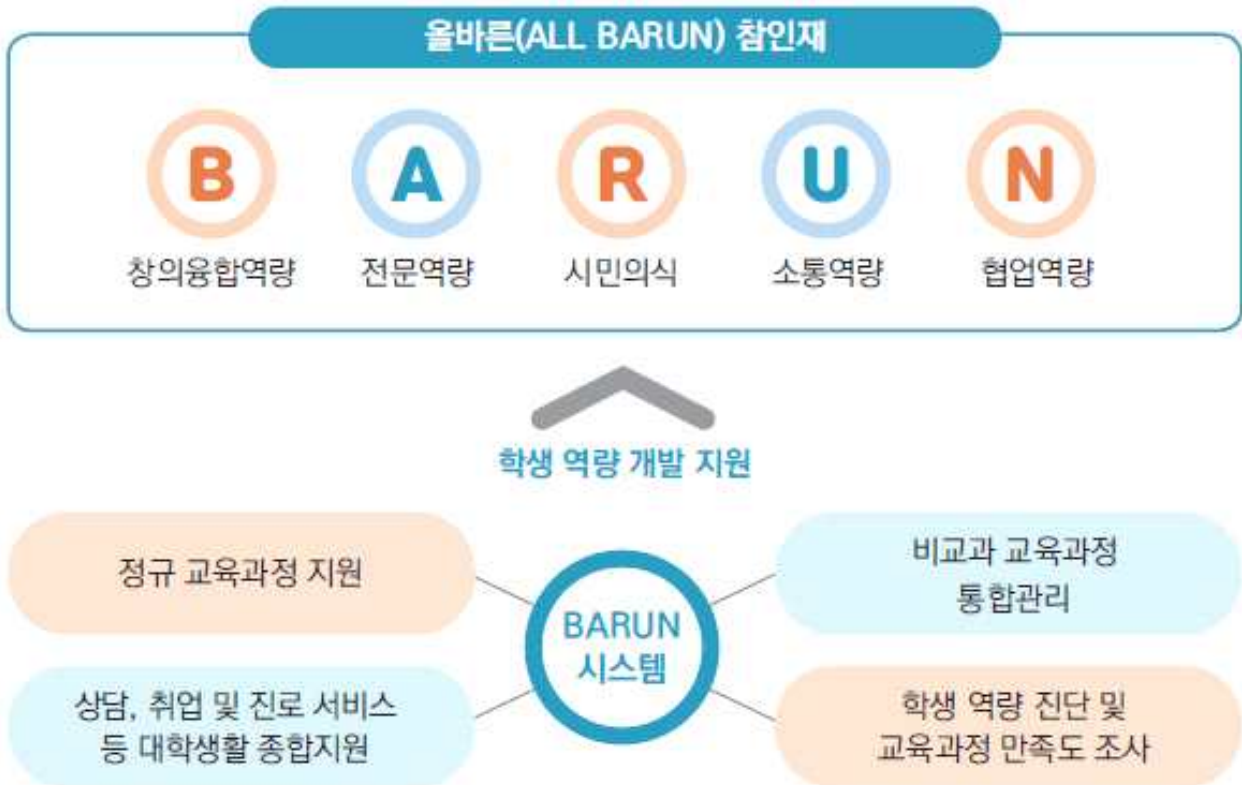 올바른(ALL BARUN) 참인재
B A R U N
창의융합역량 전문역량 시민의식 소통역량 협업역량
학생 역량 개발 지원
정규 교육과정 지원
비교과 교육과정
통합관리
BARUN
시스템
상담, 취업 및 진로 서비스
등 대학생활 종합지원
학생 역량 진단 및
교육과정 만족도 조사